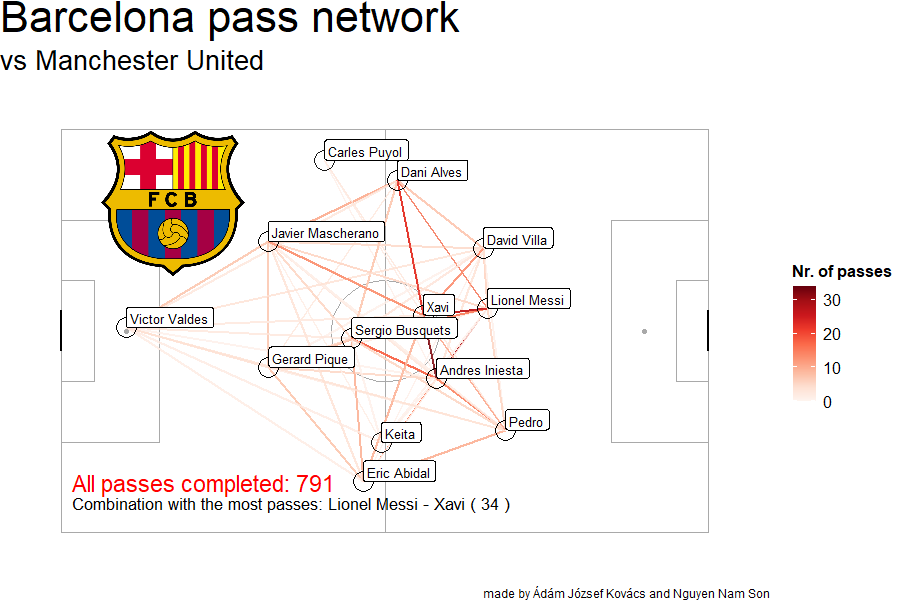 Barcelona pass network
vs Manchester United
F C B
Carles Puyol
Dani Alves
Javier Mascherano
David Villa
Lionel Messi
Xavi
Victor Valdes
Sergio Busquets
Gerard Pique
Andres Iniesta
Pedro
Keita
Eric Abidal
All passes completed: 791
Combination with the most passes: Lionel Messi - Xavi ( 34 )
Nr. of passes
30
20
10
0
made by Ádám József Kovács and Nguyen Nam Son